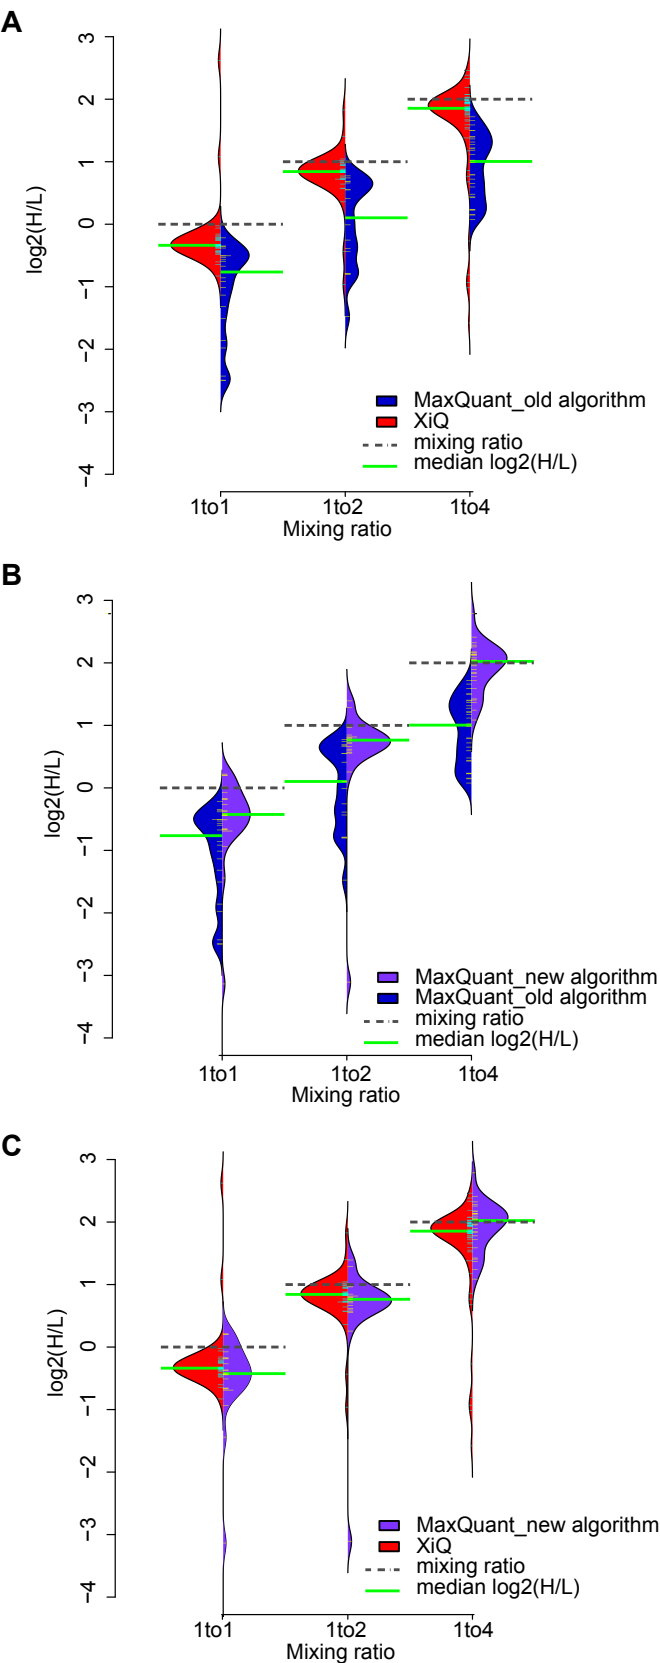 A
3
2
1
0
−1
−2
−3
−4
log2(H/L)
MaxQuant_old algorithm
XiQ
mixing ratio
median log2(H/L)
1to1 1to2 1to4
Mixing ratio
B
3
2
1
0
−1
−2
−3
−4
log2(H/L)
MaxQuant_new algorithm
MaxQuant_old algorithm
mixing ratio
median log2(H/L)
1to1 1to2 1to4
Mixing ratio
C
3
2
1
0
−1
−2
−3
−4
log2(H/L)
MaxQuant_new algorithm
XiQ
mixing ratio
median log2(H/L)
1to1 1to2 1to4
Mixing ratio